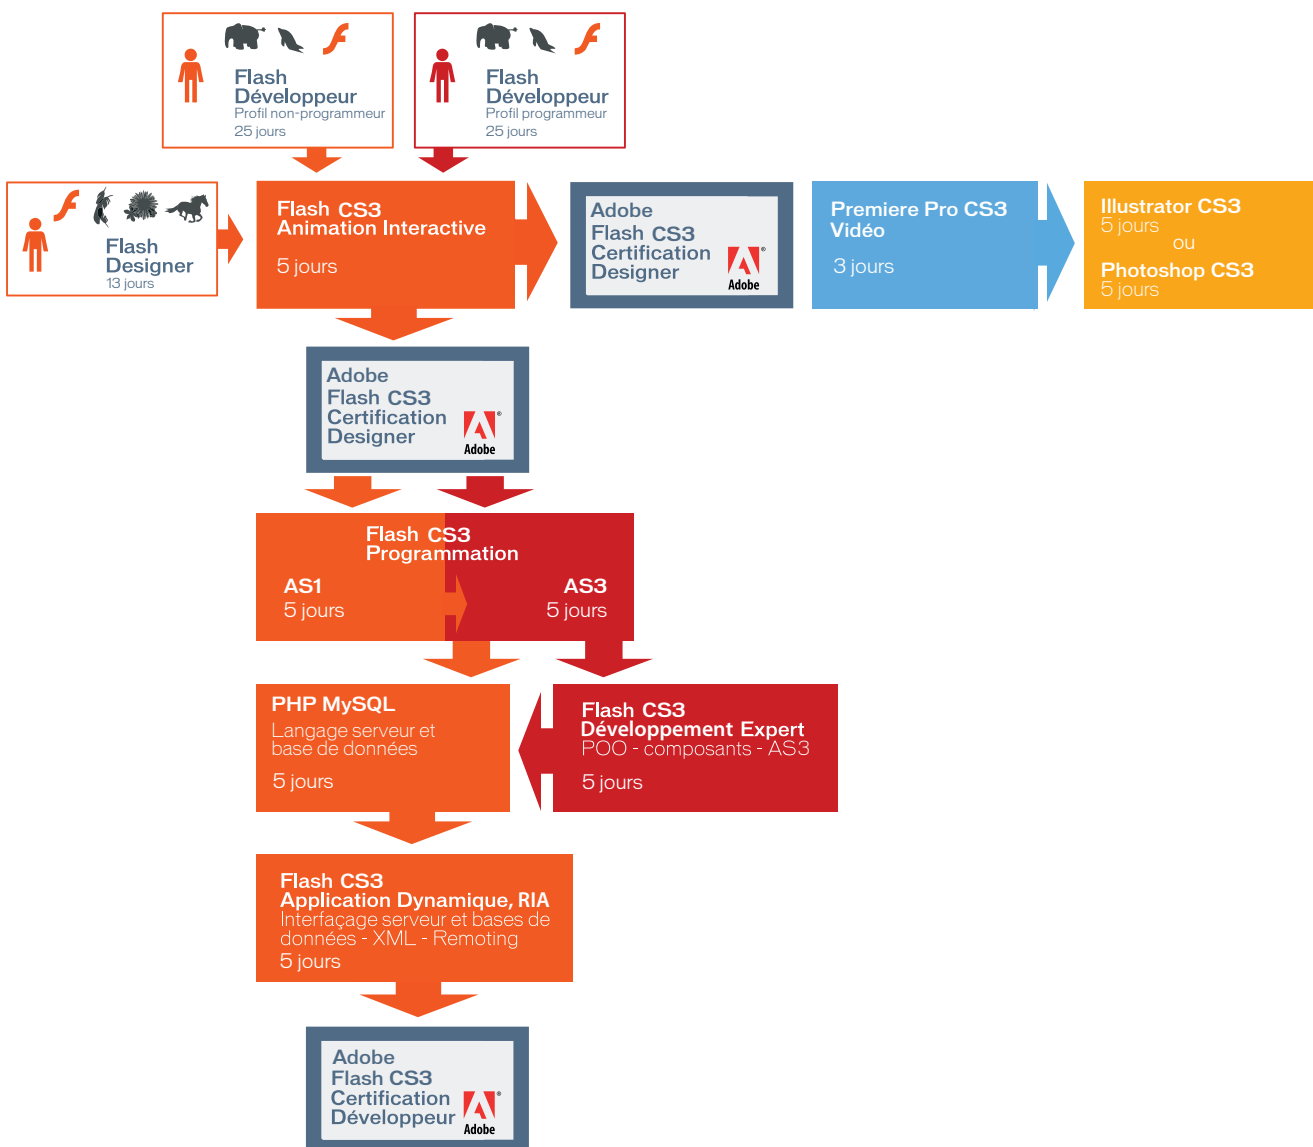 Flash
Développeur
Profil non-programmeur
25 jours
Flash
Développeur
Profil programmeur
25 jours
Flash
Designer
13 jours
Flash CS3
Animation Interactive
5 jours
Adobe
Flash CS3
Certification
Designer
Adobe
Premiere Pro CS3
Vidéo
3 jours
Illustrator CS3
5 jours
ou
Photoshop CS3
5 jours
Adobe
Flash CS3
Certification
Designer
Adobe
Flash CS3
Programmation
AS1
5 jours
AS3
5 jours
PHP MySQL
Langage serveur et
base de données
5 jours
Flash CS3
Développement Expert
POO - composants - AS3
5 jours
Flash CS3
Application Dynamique, RIA
Interfaçage serveur et bases de
données - XML - Remoting
5 jours
Adobe
Flash CS3
Certification
Développeur
Adobe